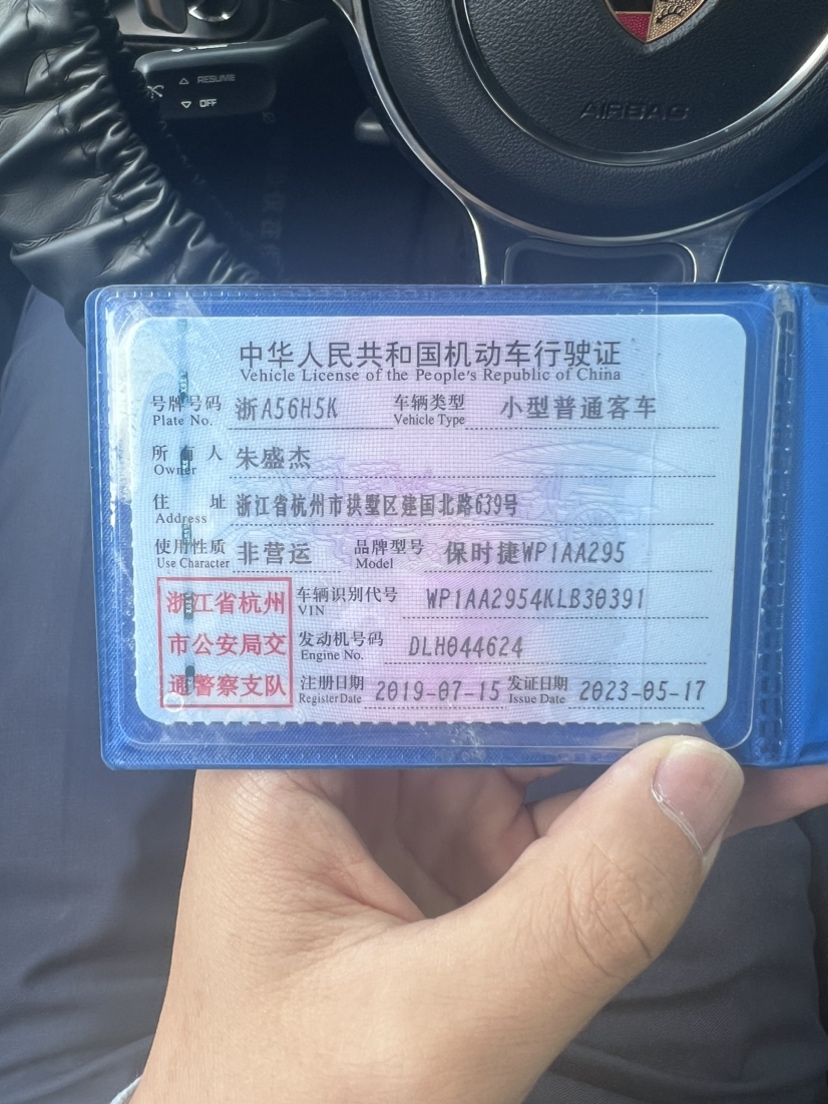 RESUME
OFF
AIRBAG
中华人民共和国机动车行驶证
Vehicle License of the People's Republic of China
号牌号码 浙A56H5K 车辆类型 小型普通客车
Plate No. Vehicle Type
所有人 朱盛杰
Owner
住址 浙江省杭州市拱墅区建国北路639号
Address
使用性质 非营运 品牌型号 保时捷WP1AA295
Use Character Model
浙江省杭州 车辆识别代号 WP1AA2954KLB30391
VIN
市公安局交 发动机号码 DLH044624
Engine No.
通警察支队 注册日期 2019-07-15 发证日期 2023-05-17
Register Date Issue Date